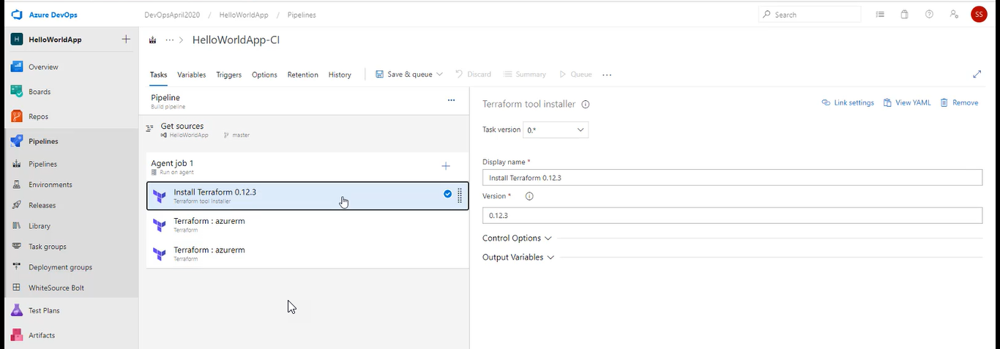 Azure DevOps
DevOpsApril2020 / HelloWorldApp / Pipelines
Search
SS
H HelloWorldApp
Overview
Boards
Repos
Pipelines
Pipelines
Environments
Releases
Library
Task groups
Deployment groups
WhiteSource Bolt
Test Plans
Artifacts
··· > HelloWorldApp-CI
Tasks Variables Triggers Options Retention History Save & queue Discard Summary Queue ···
Pipeline
Build pipeline
···
Get sources
HelloWorldApp master
Agent job 1
Run on agent
Install Terraform 0.12.3
Terraform tool installer
Terraform : azurerm
Terraform
Terraform : azurerm
Terraform
Terraform tool installer
Link settings View YAML Remove
Task version 0.*
Display name *
Install Terraform 0.12.3
Version *
0.12.3
Control Options
Output Variables